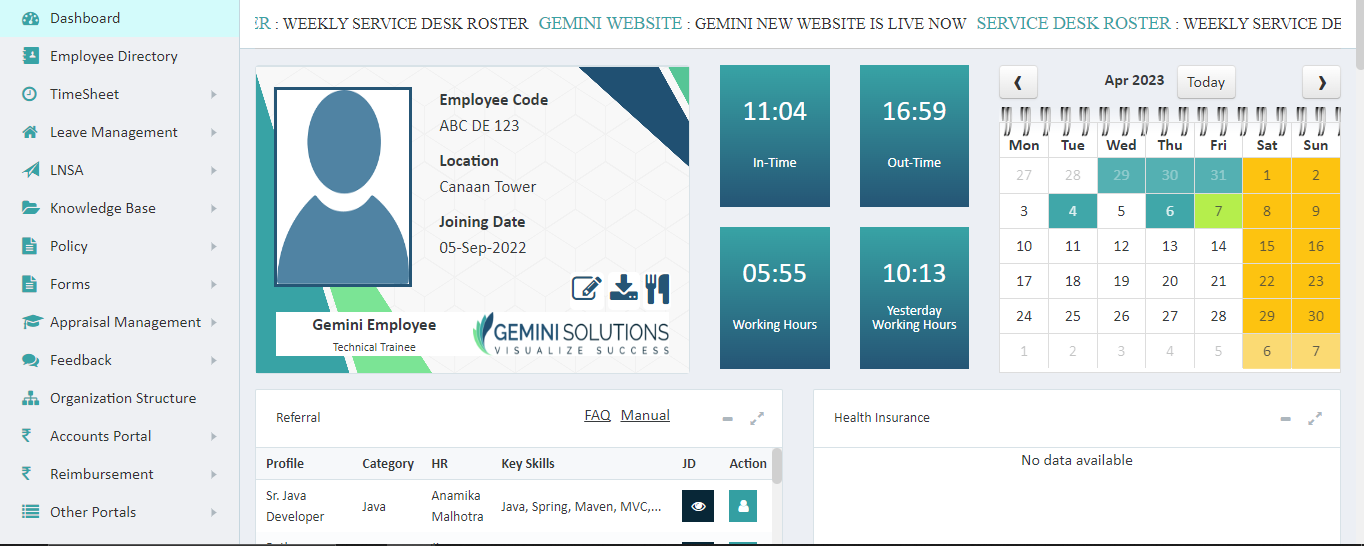 Dashboard
Employee Directory
TimeSheet
Leave Management
LNSA
Knowledge Base
Policy
Forms
Appraisal Management
Feedback
Organization Structure
Accounts Portal
Reimbursement
Other Portals
ER : WEEKLY SERVICE DESK ROSTER GEMINI WEBSITE : GEMINI NEW WEBSITE IS LIVE NOW SERVICE DESK ROSTER : WEEKLY SERVICE DE
Employee Code
ABC DE 123
Location
Canaan Tower
Joining Date
05-Sep-2022
Gemini Employee
Technical Trainee
GEMINI SOLUTIONS
VISUALIZE SUCCESS
11:04
In-Time
16:59
Out-Time
05:55
Working Hours
10:13
Yesterday
Working Hours
Apr 2023 Today
Mon Tue Wed Thu Fri Sat Sun
27 28 29 30 31 1 2
3 4 5 6 7 8 9
10 11 12 13 14 15 16
17 18 19 20 21 22 23
24 25 26 27 28 29 30
1 2 3 4 5 6 7
Referral FAQ Manual
Profile Category HR Key Skills JD Action
Sr. Java
Developer
Java
Anamika
Malhotra
Java, Spring, Maven, MVC,...
Health Insurance
No data available